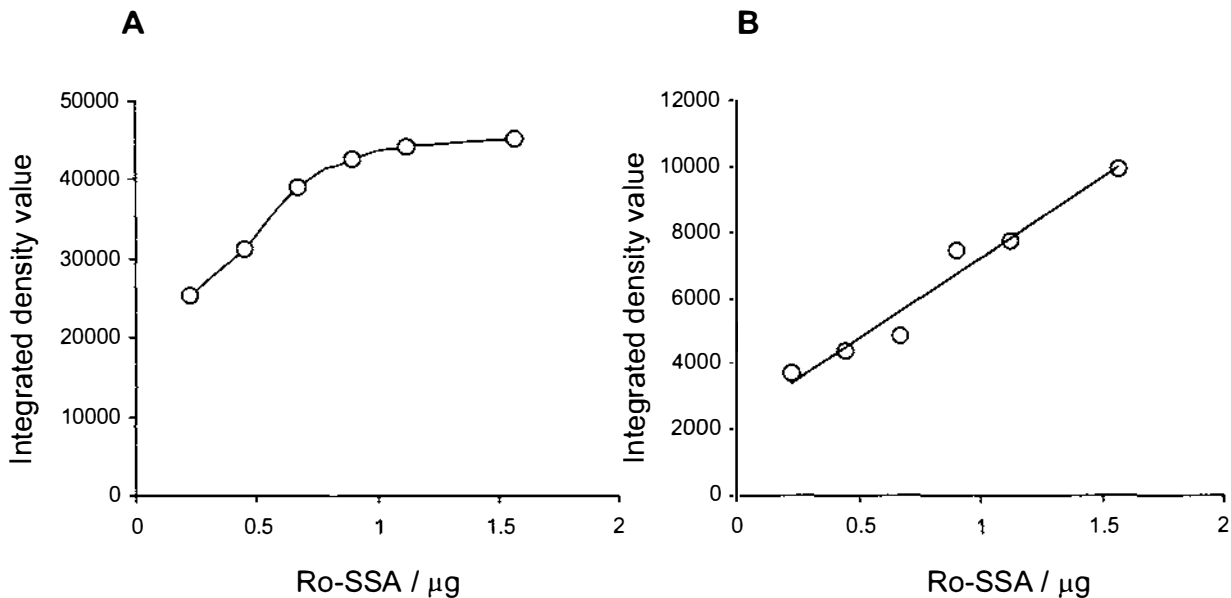 A
50000
40000
30000
20000
10000
0
0 0.5 1 1.5 2
Integrated density value
Ro-SSA / μg
B
12000
10000
8000
6000
4000
2000
0
0 0.5 1 1.5 2
Integrated density value
Ro-SSA / μg